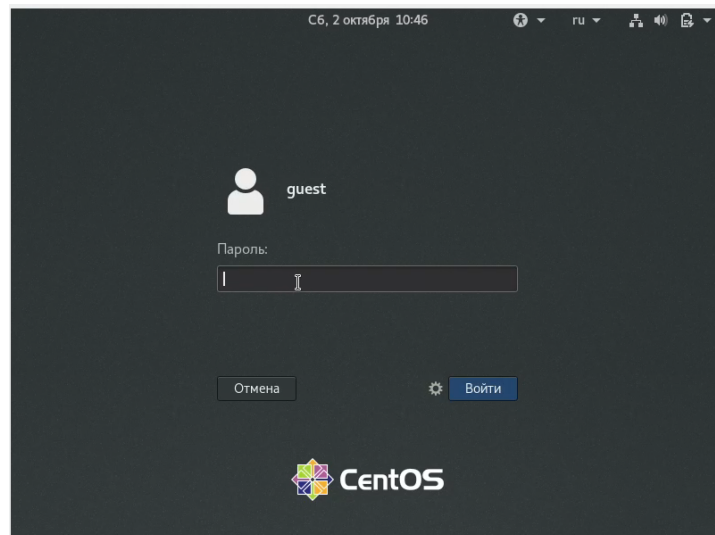 Сб, 2 октября 10:46
ru
guest
Пароль:
Отмена
Войти
CentOS